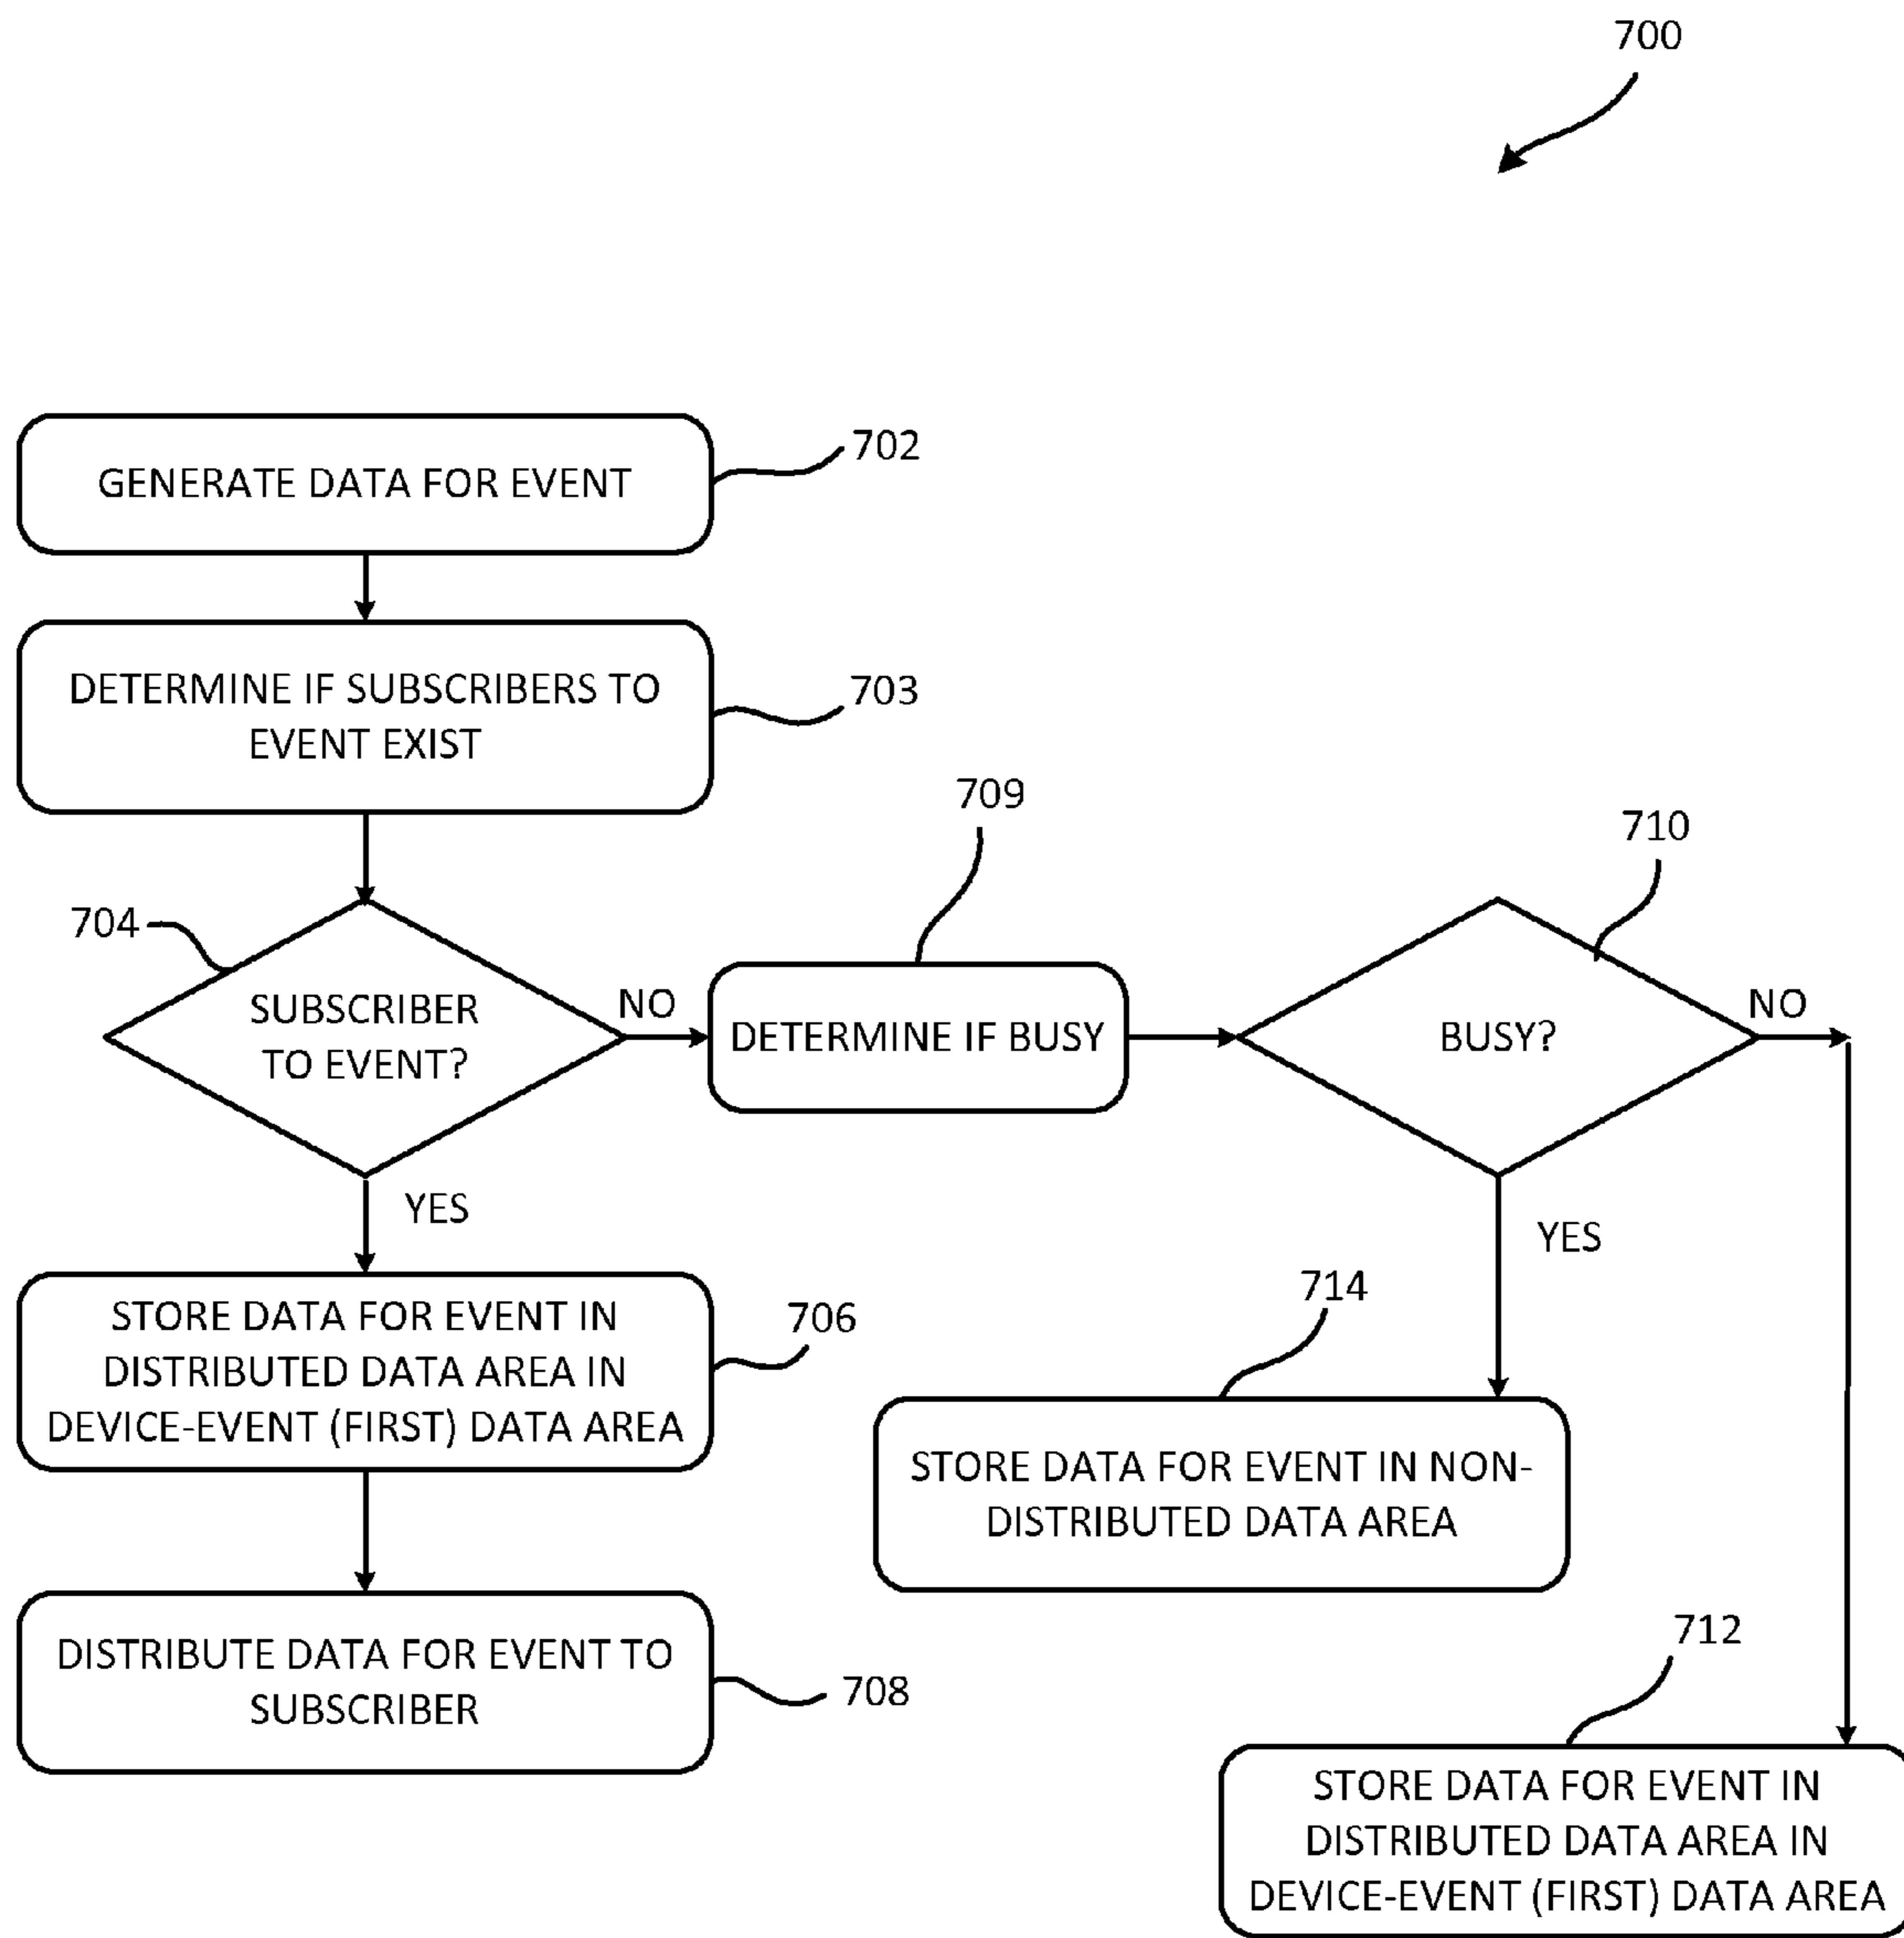 700
GENERATE DATA FOR EVENT
702
DETERMINE IF SUBSCRIBERS TO
EVENT EXIST
703
704
SUBSCRIBER
TO EVENT?
NO
709
DETERMINE IF BUSY
710
BUSY?
NO
YES
STORE DATA FOR EVENT IN
DISTRIBUTED DATA AREA IN
DEVICE-EVENT (FIRST) DATA AREA
706
DISTRIBUTE DATA FOR EVENT TO
SUBSCRIBER
708
YES
714
STORE DATA FOR EVENT IN NON-
DISTRIBUTED DATA AREA
712
STORE DATA FOR EVENT IN
DISTRIBUTED DATA AREA IN
DEVICE-EVENT (FIRST) DATA AREA